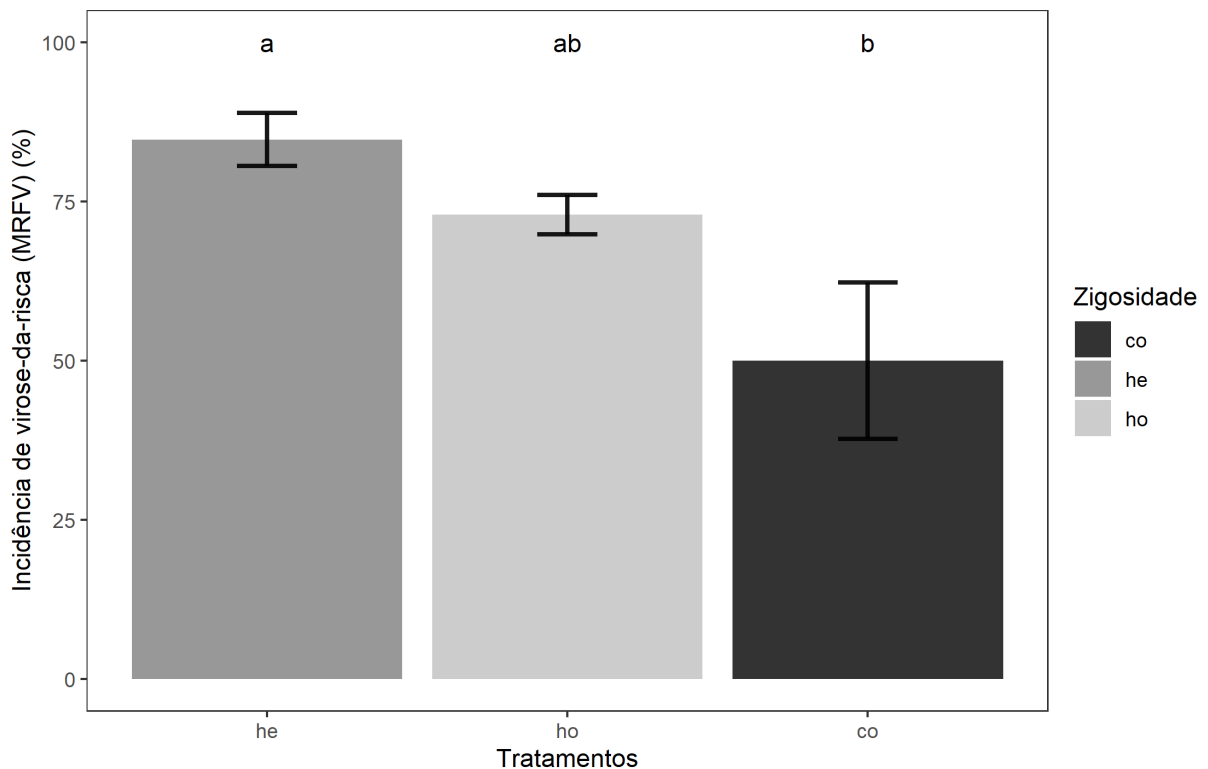 Incidência de virose-da-risca (MRFV) (%)
100
75
50
25
0
a
ab
b
he
ho
co
Tratamentos
Zigosidade
co
he
ho